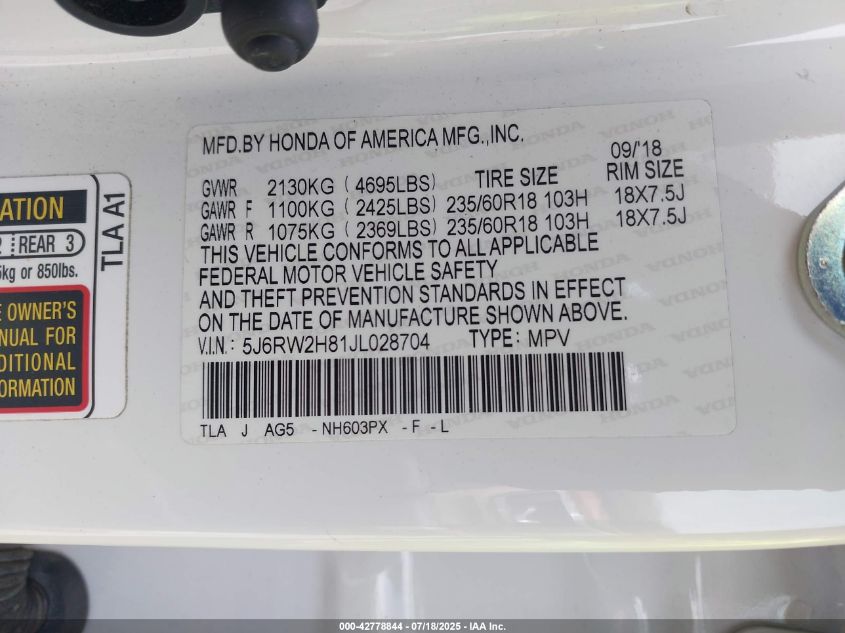 MFD.BY HONDA OF AMERICA MFG.,INC.
09/'18
GVWR 2130KG ( 4695LBS) TIRE SIZE RIM SIZE
GAWR F 1100KG ( 2425LBS) 235/60R18 103H 18X7.5J
GAWR R 1075KG ( 2369LBS) 235/60R18 103H 18X7.5J
THIS VEHICLE CONFORMS TO ALL APPLICABLE
FEDERAL MOTOR VEHICLE SAFETY
AND THEFT PREVENTION STANDARDS IN EFFECT
ON THE DATE OF MANUFACTURE SHOWN ABOVE.
V.I.N: 5J6RW2H81JL028704 TYPE: MPV
TLA J AG5 -NH603PX -F -L
ATION
REAR 3
5kg or 850lbs.
TLA A1
E OWNER'S
NUAL FOR
DITIONAL
FORMATION
000-42778844 - 07/18/2025 - IAA Inc.